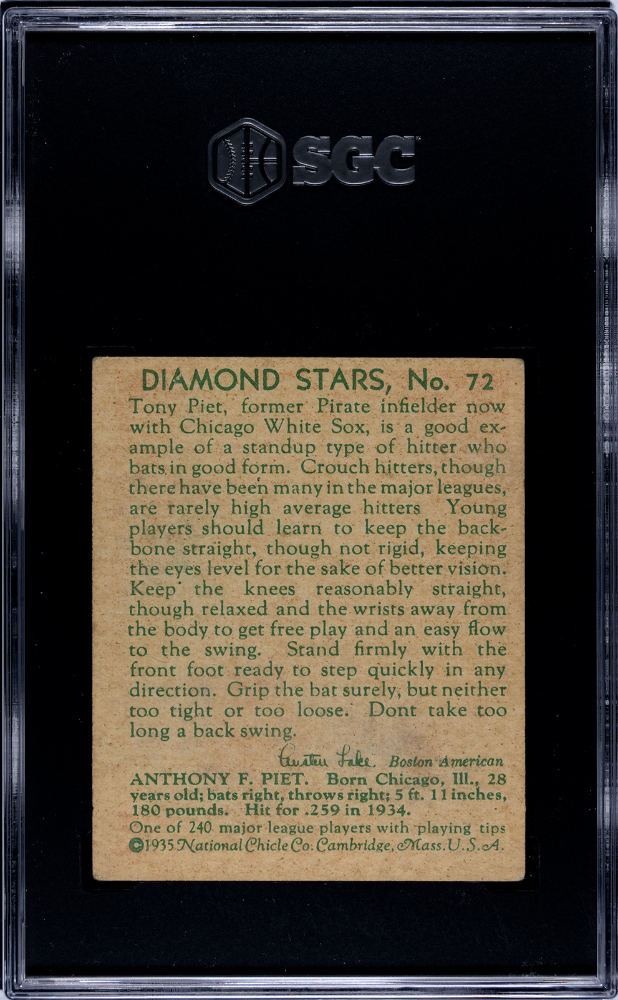 SGC
DIAMOND STARS, No. 72
Tony Piet, former Pirate infielder now
with Chicago White Sox, is a good ex-
ample of a standup type of hitter who
bats in good form. Crouch hitters, though
there have been many in the major leagues,
are rarely high average hitters Young
players should learn to keep the back-
bone straight, though not rigid, keeping
the eyes level for the sake of better vision.
Keep the knees reasonably straight,
though relaxed and the wrists away from
the body to get free play and an easy flow
to the swing. Stand firmly with the
front foot ready to step quickly in any
direction. Grip the bat surely, but neither
too tight or too loose. Dont take too
long a back swing.
Austen Lake Boston American
ANTHONY F. PIET. Born Chicago, Ill., 28
years old; bats right, throws right; 5 ft. 11 inches,
180 pounds. Hit for .259 in 1934.
One of 240 major league players with playing tips
©1935 National Chicle Co. Cambridge, Mass. U.S.A.